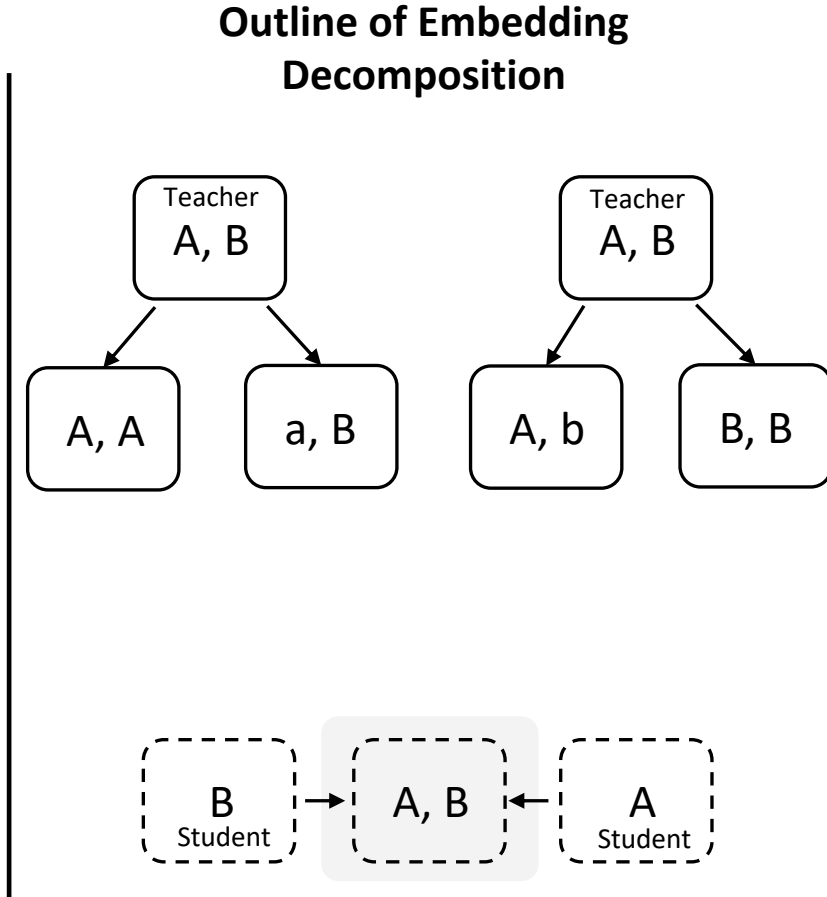 Outline of Embedding
Decomposition
Teacher
A, B
Teacher
A, B
A, A
a, B
A, b
B, B
B
Student
A, B
A
Student